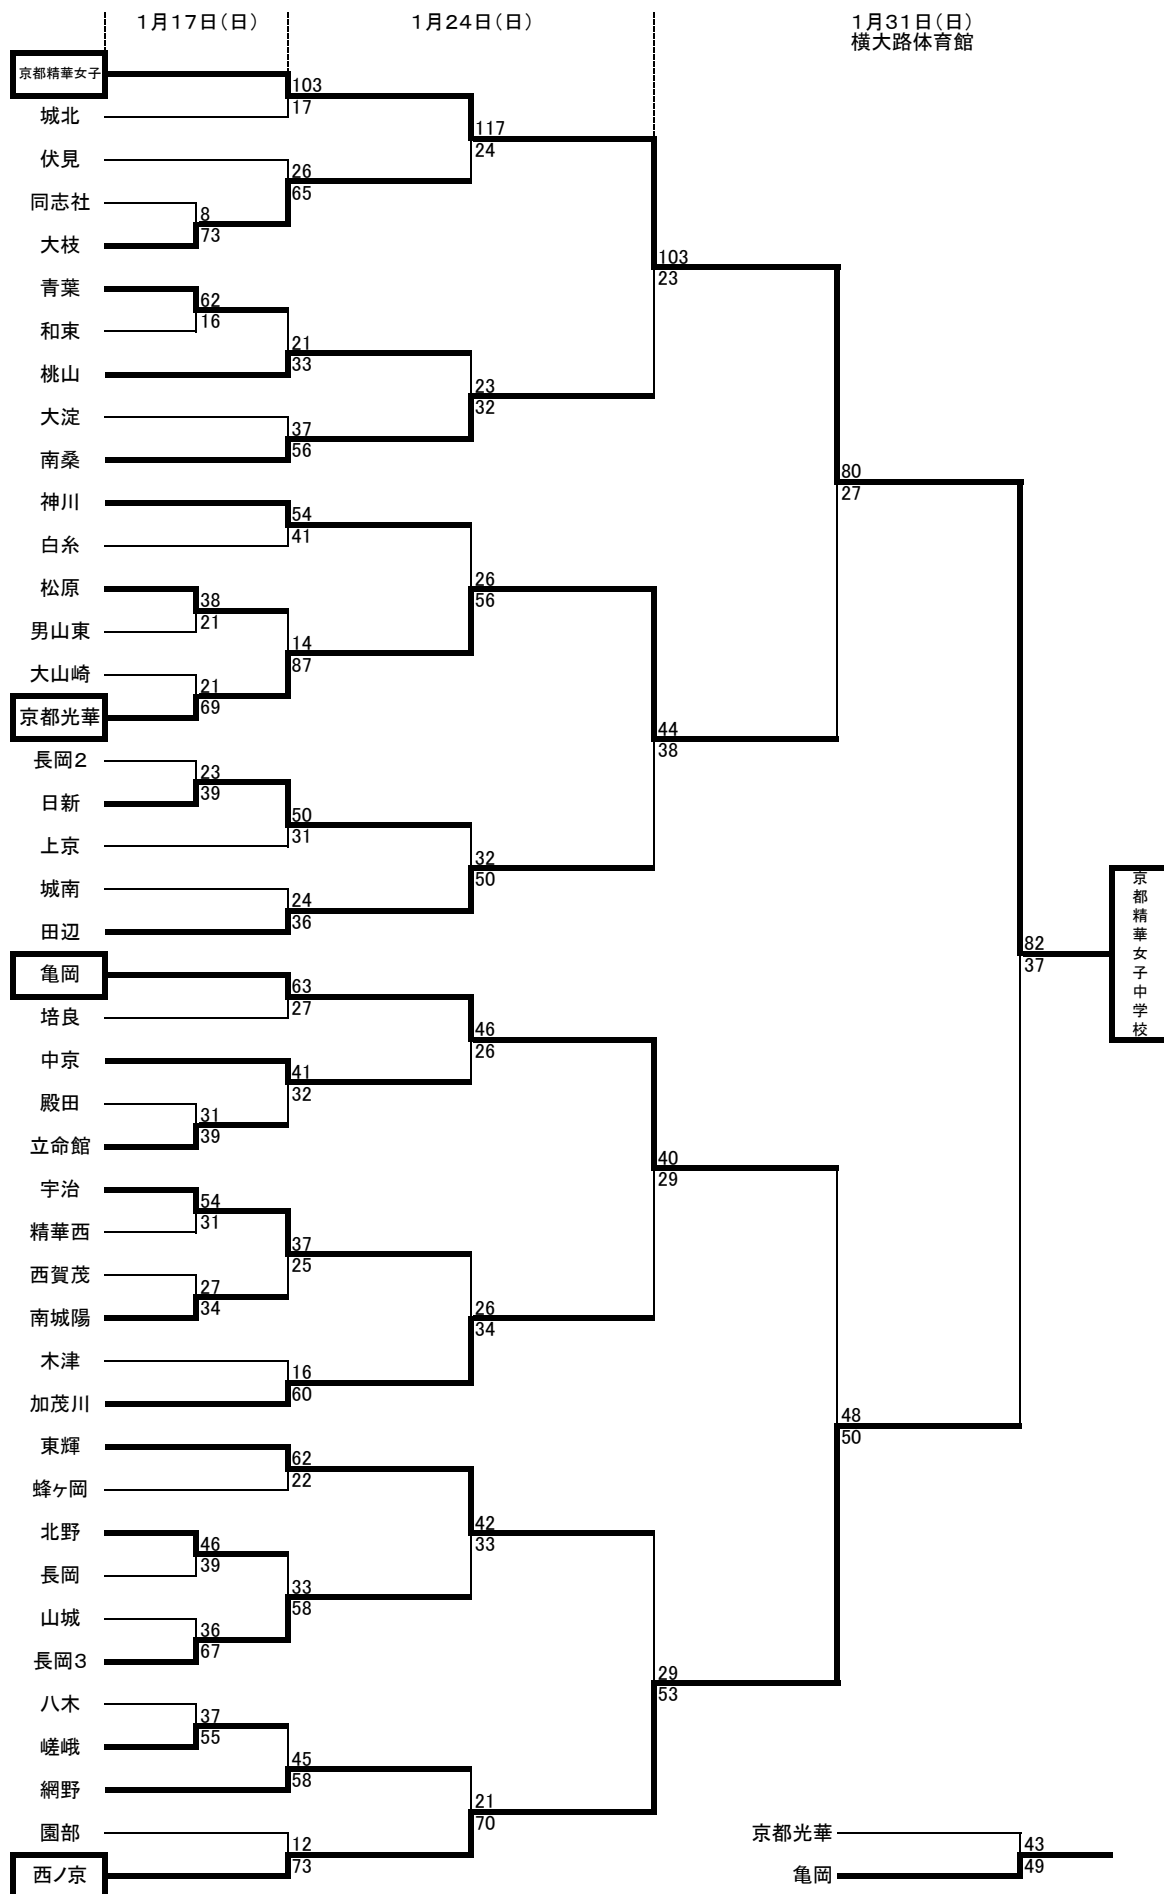 1月17日(日)
1月24日(日)
1月31日(日)
横大路体育館
京都精華女子
103
城北
17
117
24
伏見
26
65
同志社
8
大枝
73
103
23
青葉
62
和束
16
21
桃山
33
23
32
大淀
37
南桑
56
80
27
神川
54
白糸
41
26
56
松原
38
男山東
21
14
87
大山崎
21
京都光華
69
44
38
長岡2
23
日新
39
50
上京
31
32
50
城南
24
田辺
36
京都精華女子中学校
82
37
亀岡
63
培良
27
46
26
中京
41
32
殿田
31
立命館
39
40
29
宇治
54
精華西
31
37
25
西賀茂
27
南城陽
34
26
34
木津
16
加茂川
60
48
50
東輝
62
蜂ヶ岡
22
42
33
北野
46
長岡
39
33
58
山城
36
長岡3
67
29
53
八木
37
嵯峨
55
45
網野
58
21
70
園部
12
西ノ京
73
京都光華
43
亀岡
49